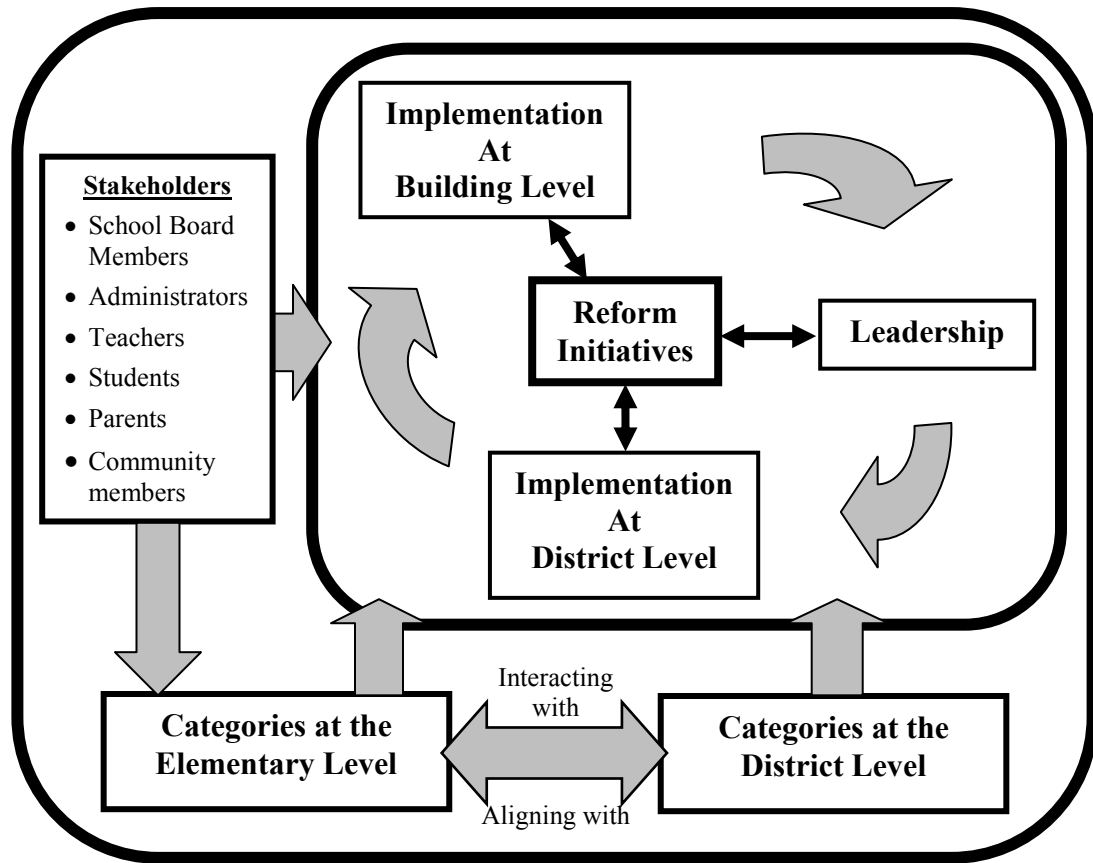 Implementation
At
Building Level
Stakeholders
• School Board
Members
• Administrators
• Teachers
• Students
• Parents
• Community
members
Reform
Initiatives
Leadership
Implementation
At
District Level
Categories at the
Elementary Level
Interacting
with
Aligning with
Categories at the
District Level